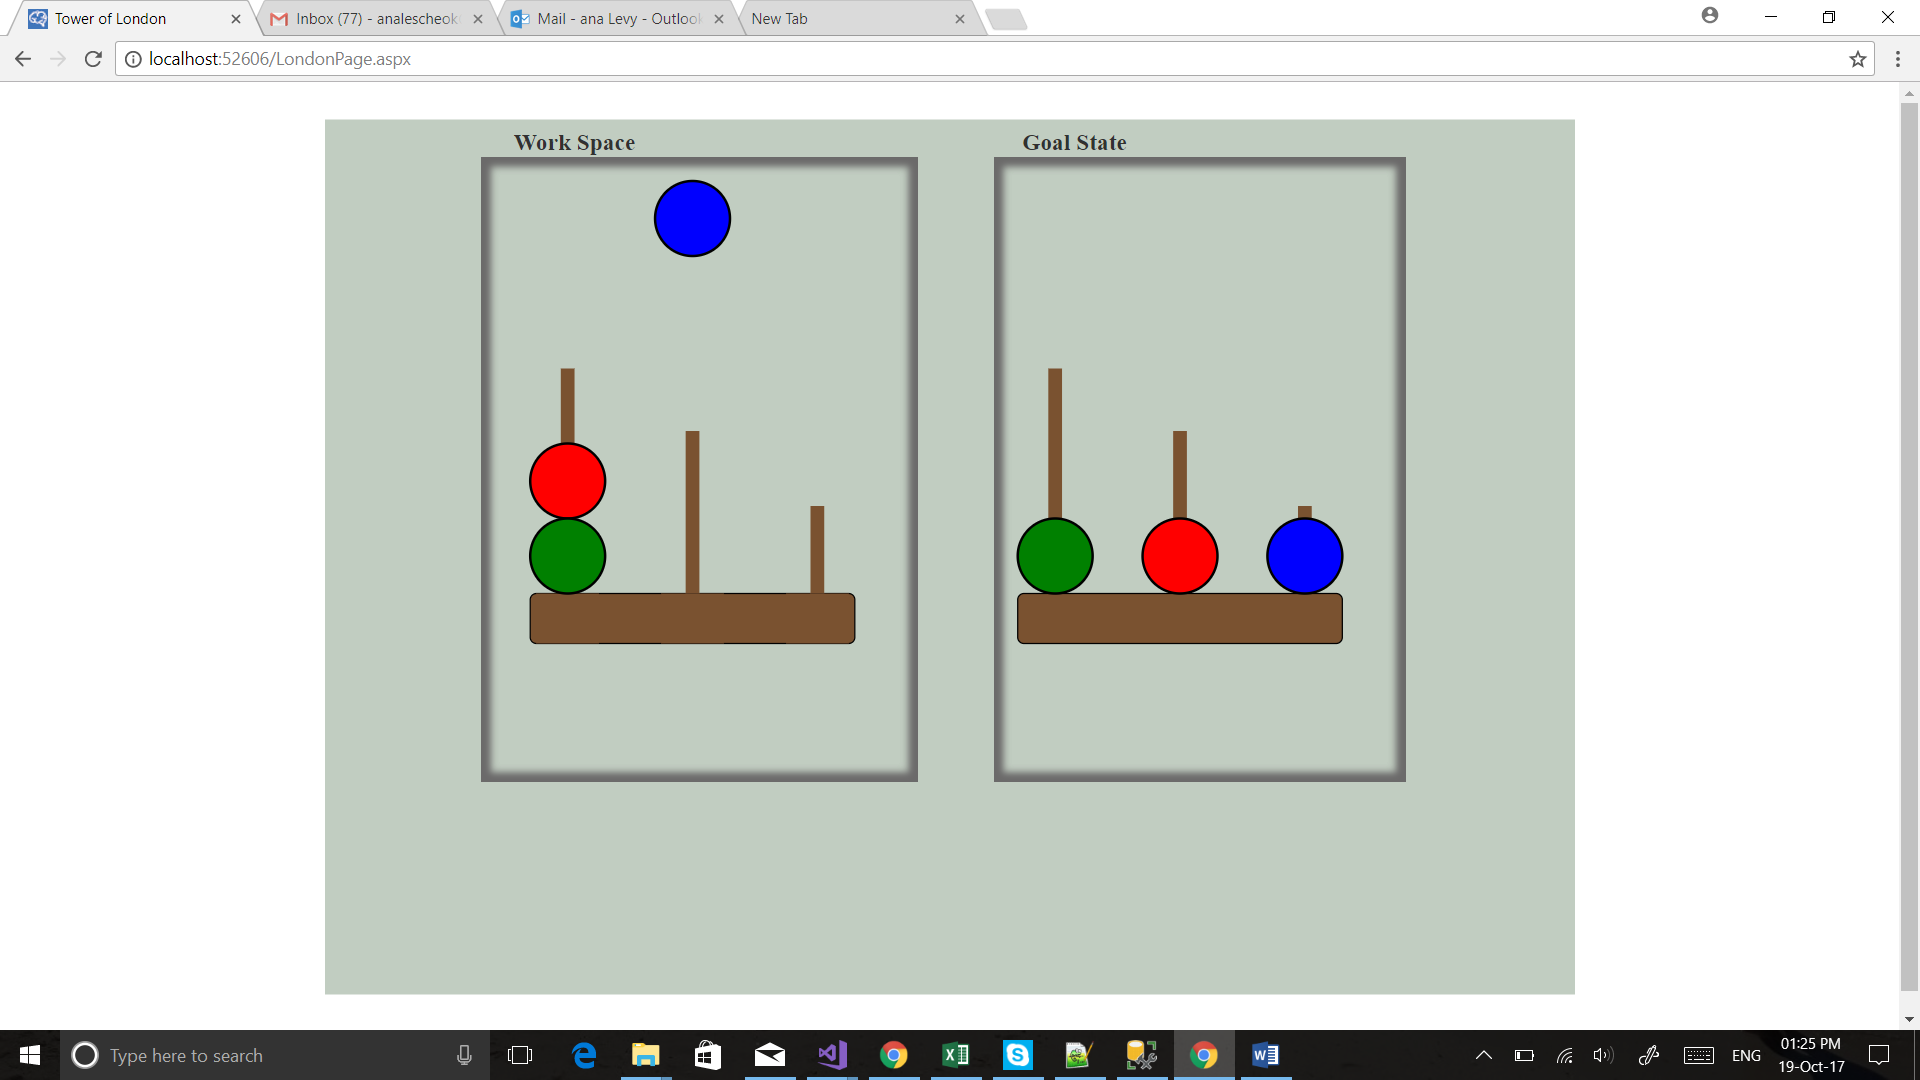 Tower of London
Inbox (77) - analescheok
Mail - ana Levy - Outloo
New Tab
localhost:52606/LondonPage.aspx
Work Space
Goal State
Type here to search
ENG
01:25 PM
19-Oct-17